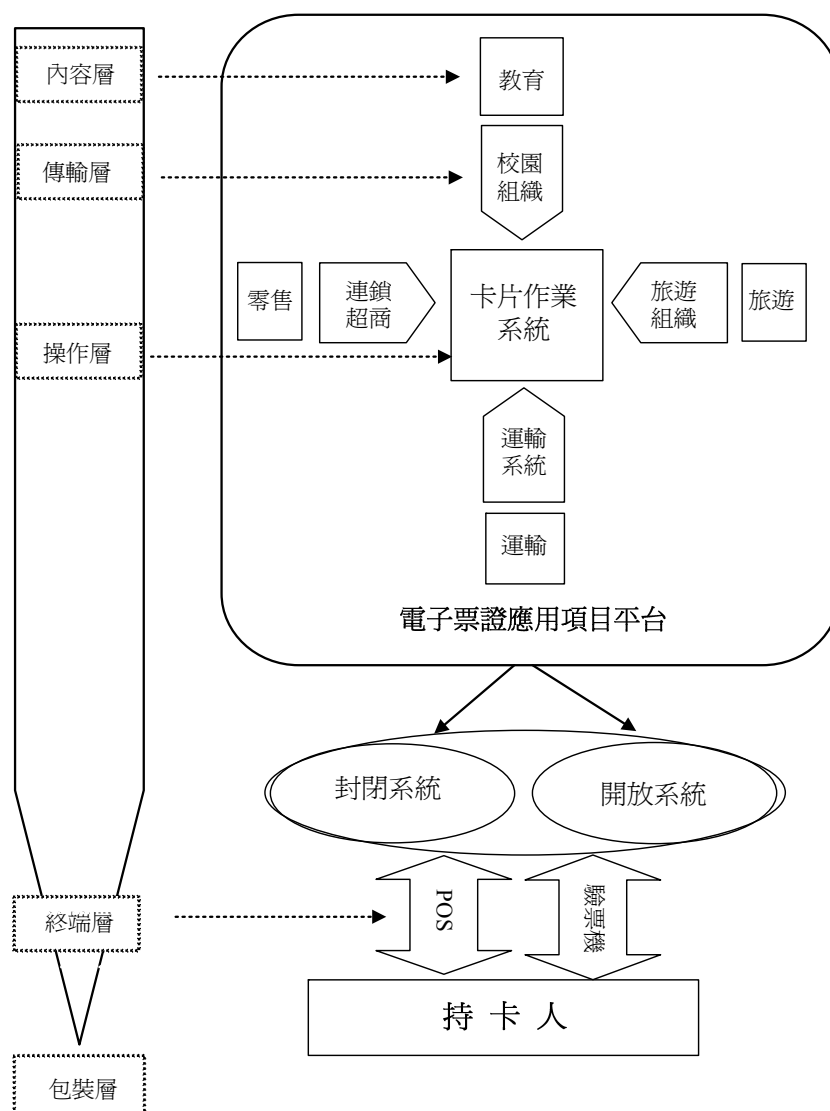 內容層
教育
傳輸層
校園
組織
零售
連鎖
超商
卡片作業
系統
旅遊
組織
旅遊
操作層
運輸
系統
運輸
電子票證應用項目平台
封閉系統
開放系統
終端層
POS
驗票機
持 卡 人
包裝層